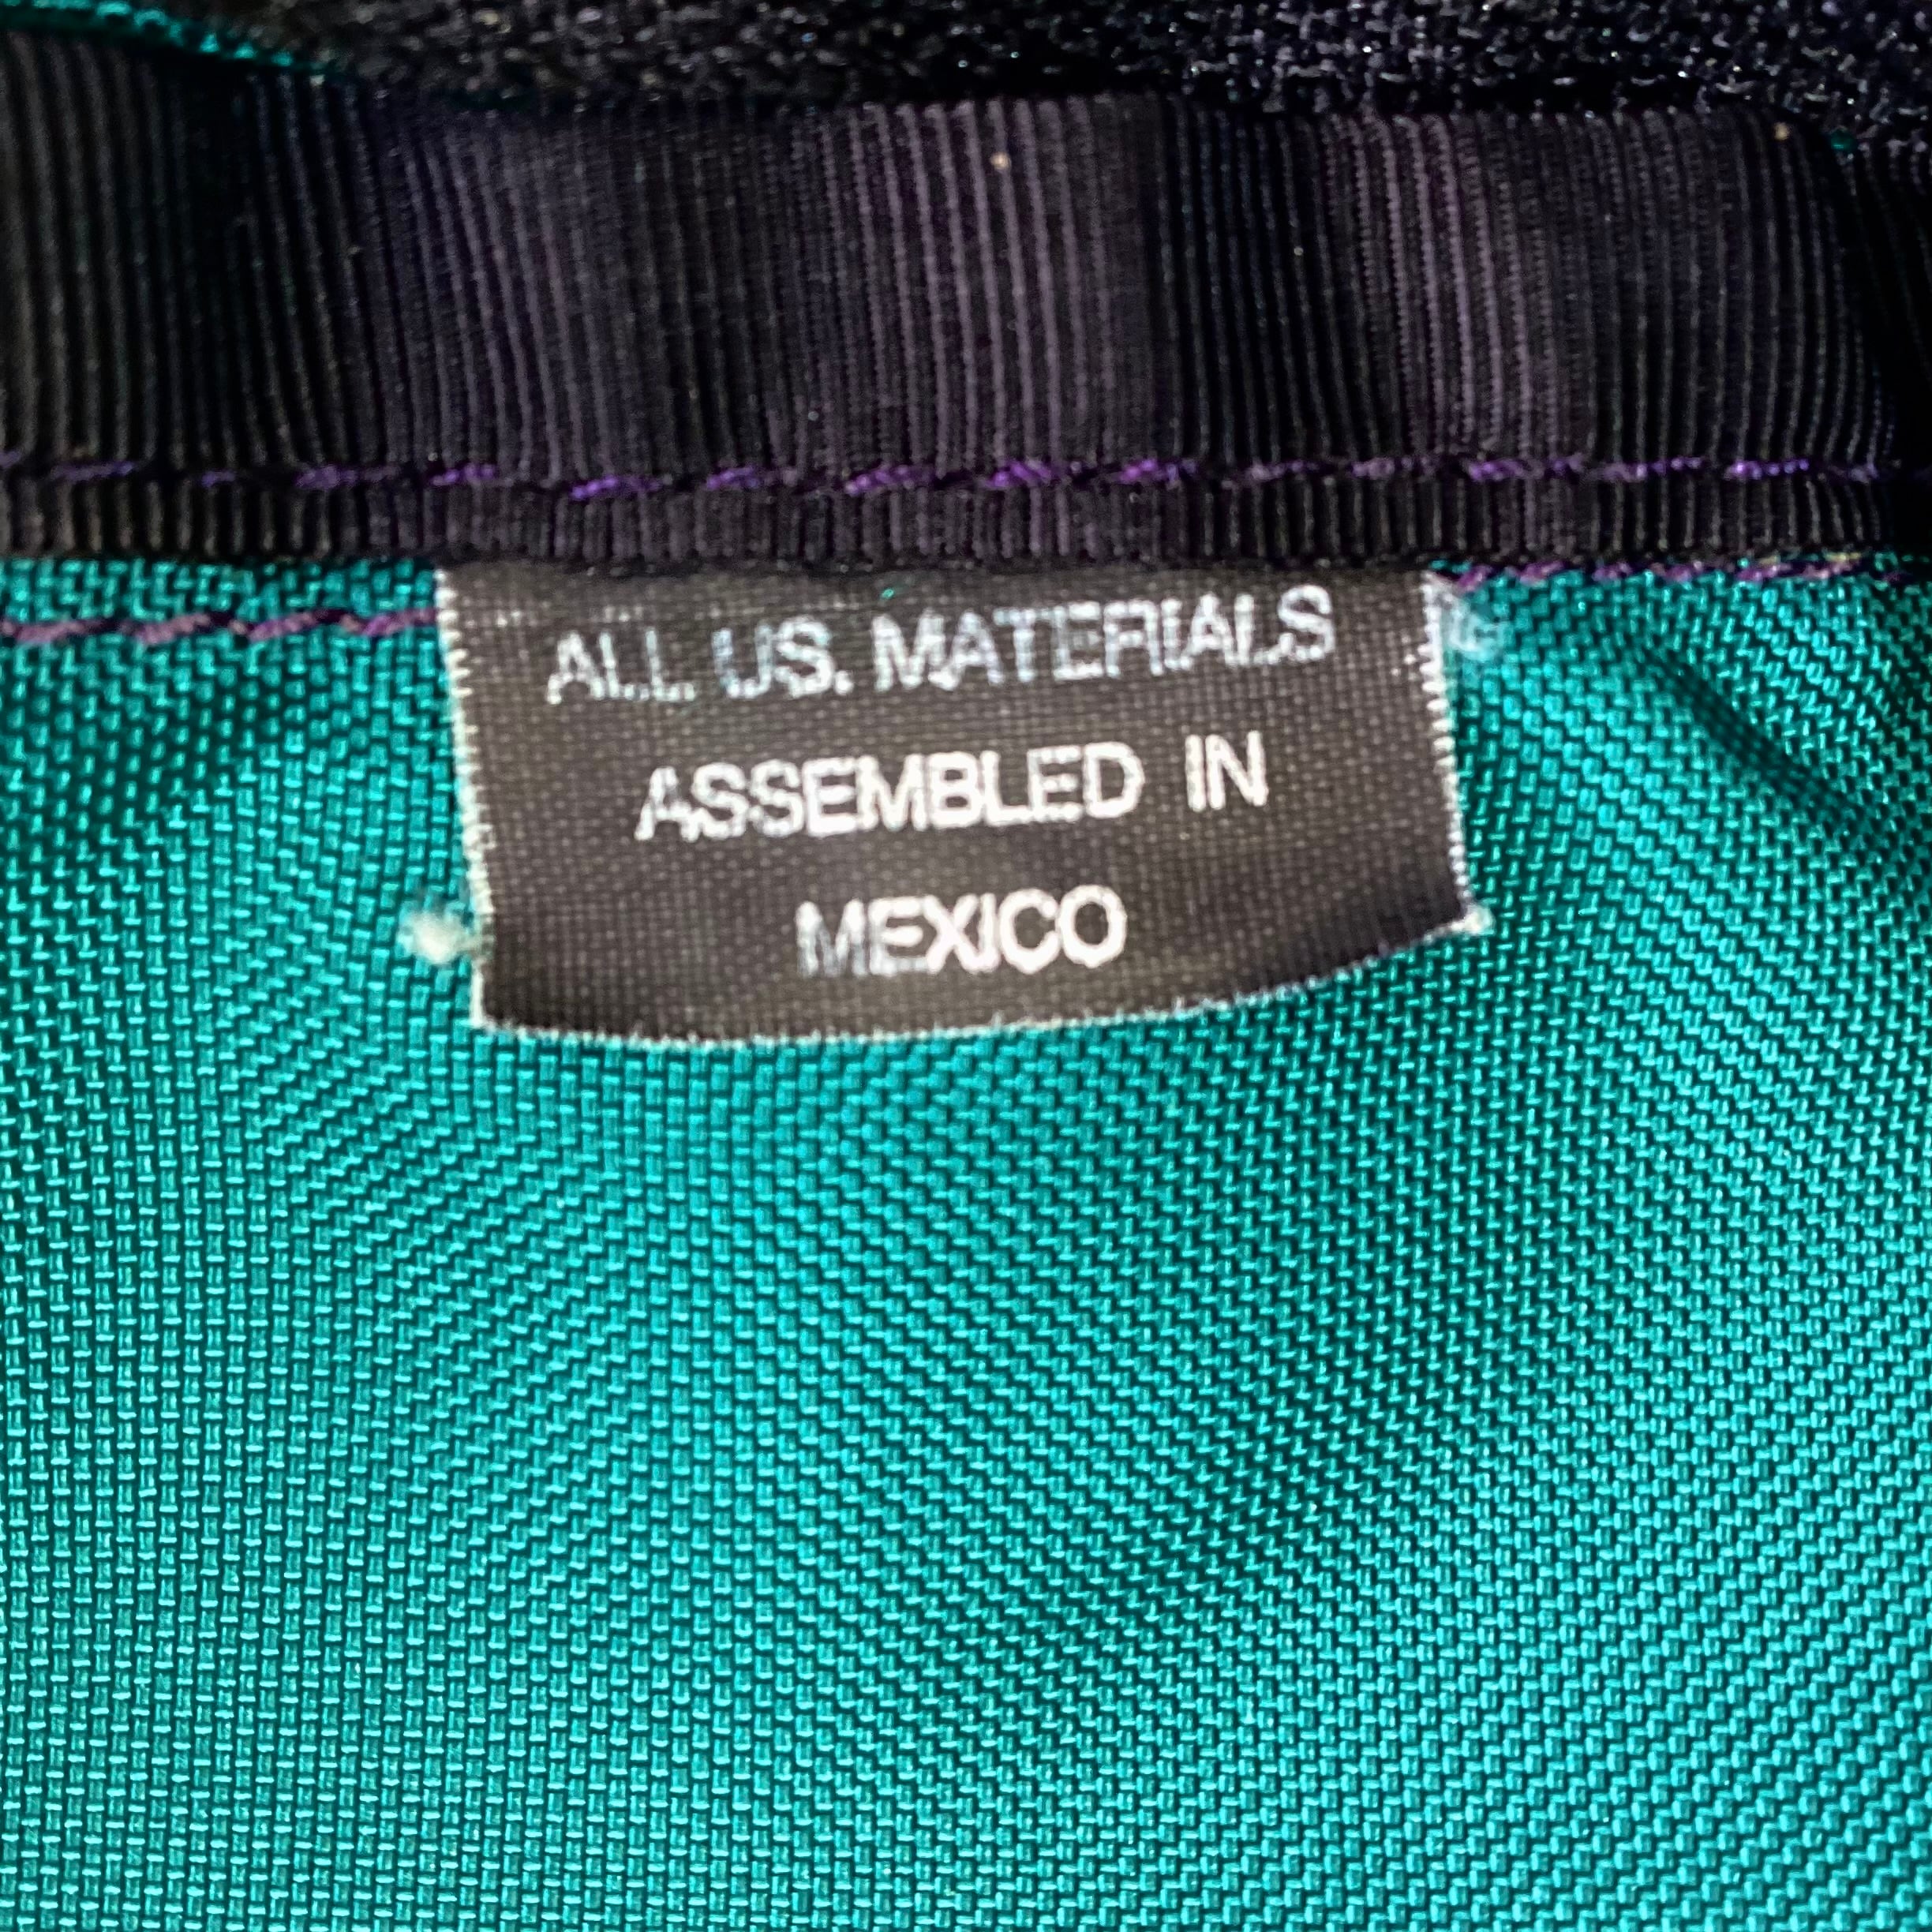 ALL US. MATERIALS
ASSEMBLED IN
MEXICO